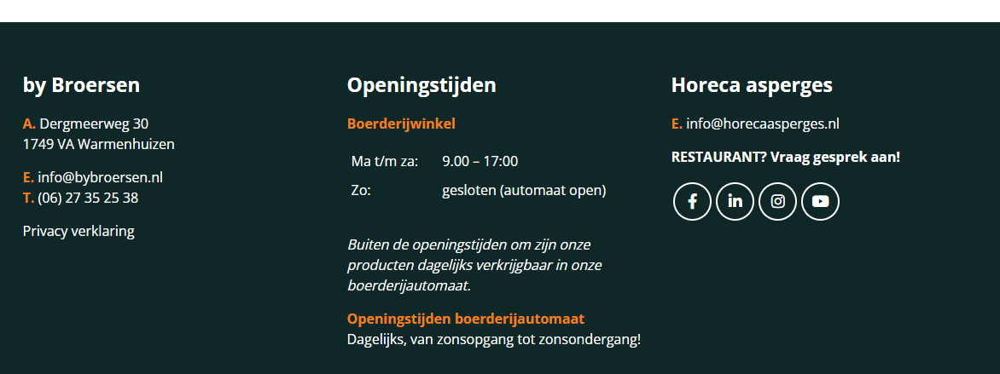 by Broersen
A. Dergmeerweg 30
1749 VA Warmenhuizen
E. info@bybroersen.nl
T. (06) 27 35 25 38
Privacy verklaring
Openingstijden
Boerderijwinkel
Ma t/m za: 9.00 – 17:00
Zo: gesloten (automaat open)
Buiten de openingstijden om zijn onze
producten dagelijks verkrijgbaar in onze
boerderijautomaat.
Openingstijden boerderijautomaat
Dagelijks, van zonsopgang tot zonsondergang!
Horeca asperges
E. info@horecaasperges.nl
RESTAURANT? Vraag gesprek aan!